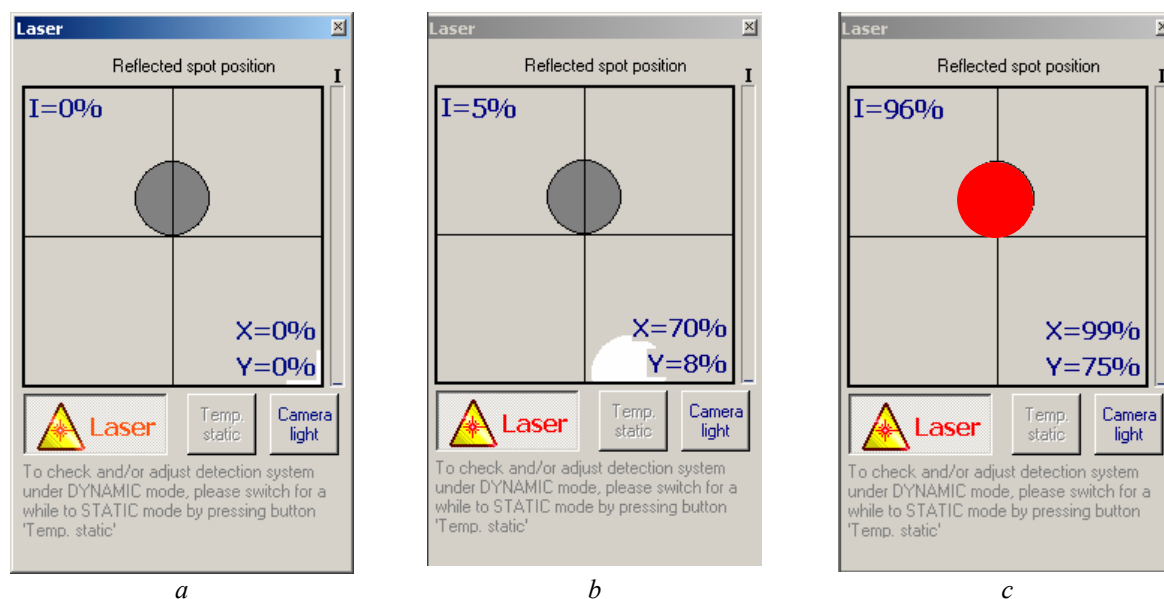 Laser
Reflected spot position
I
I=0%
X=0%
Y=0%
Laser
Temp.
static
Camera
light
To check and/or adjust detection system
under DYNAMIC mode, please switch for a
while to STATIC mode by pressing button
'Temp. static'
a
Laser
Reflected spot position
I
I=5%
X=70%
Y=8%
Laser
Temp.
static
Camera
light
To check and/or adjust detection system
under DYNAMIC mode, please switch for a
while to STATIC mode by pressing button
'Temp. static'
b
Laser
Reflected spot position
I
I=96%
X=99%
Y=75%
Laser
Temp.
static
Camera
light
To check and/or adjust detection system
under DYNAMIC mode, please switch for a
while to STATIC mode by pressing button
'Temp. static'
c